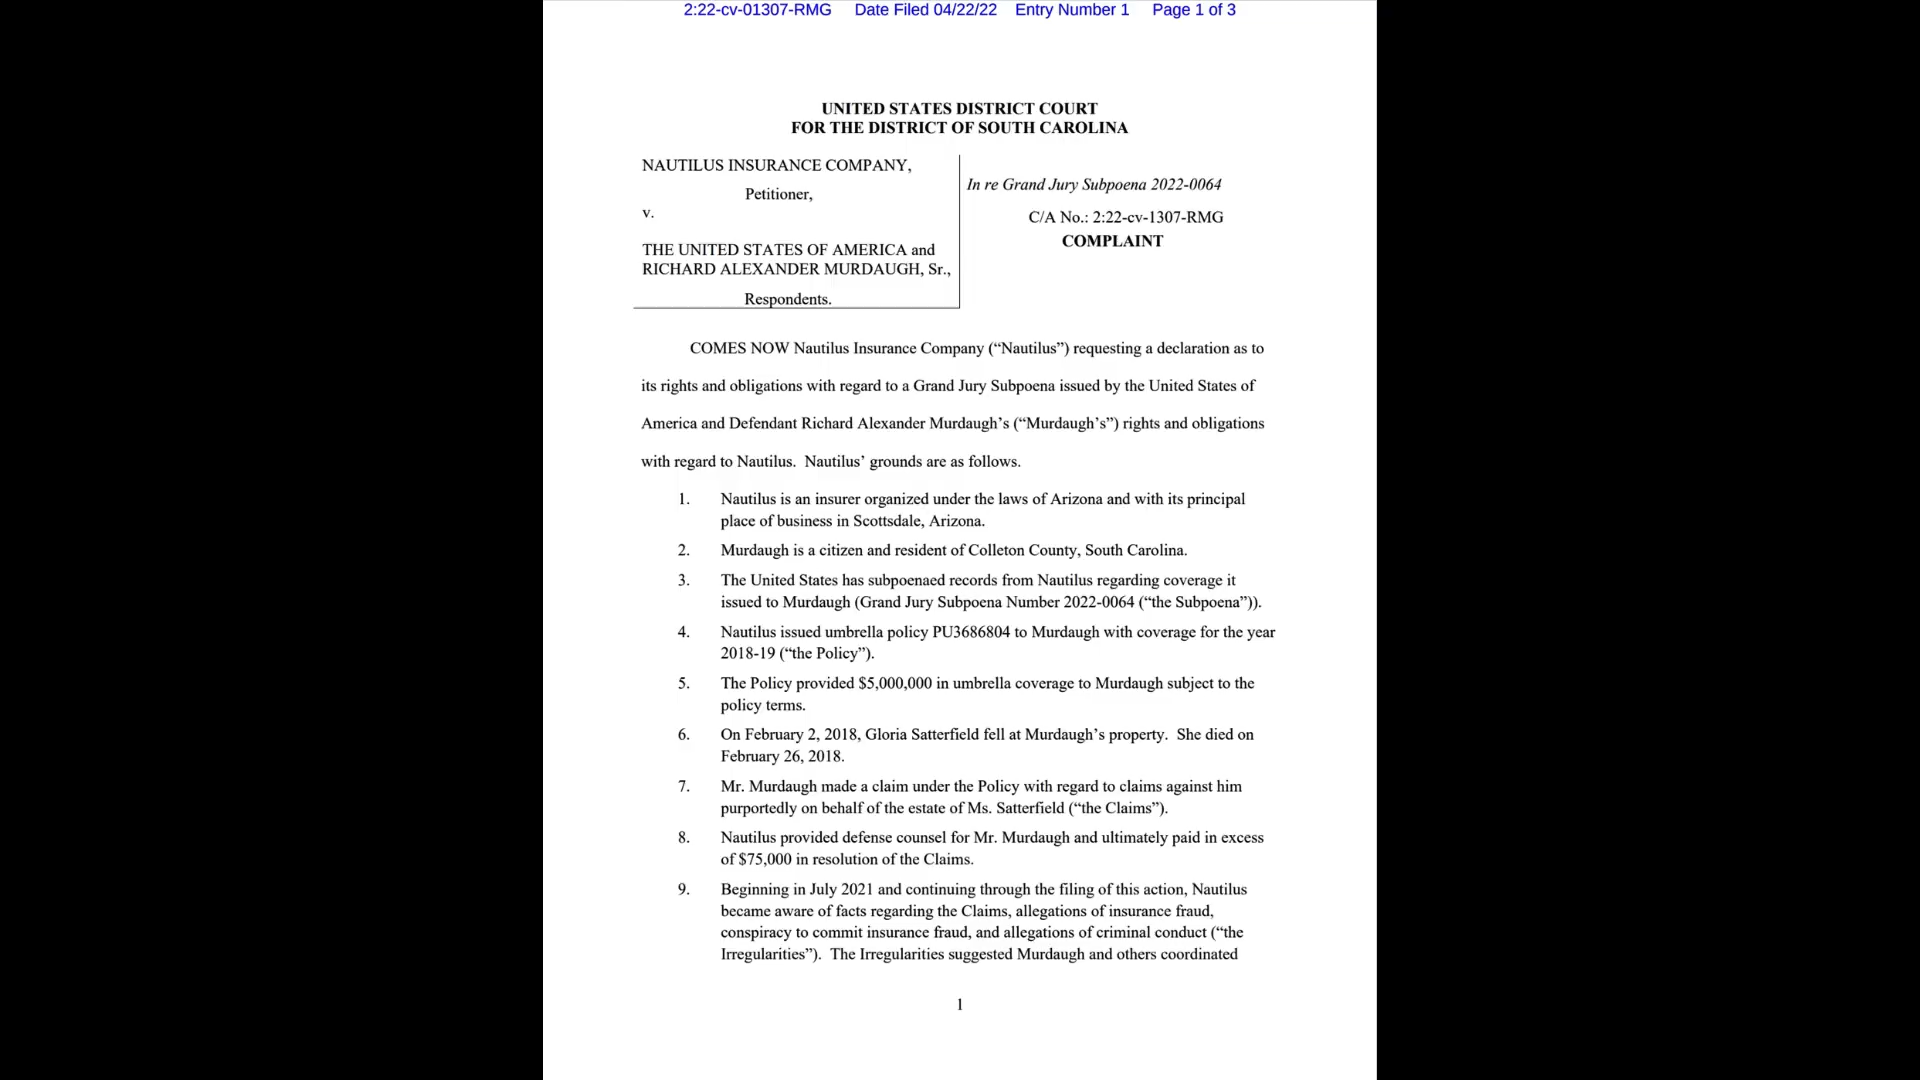 2:22-cv-01307-RMG Date Filed 04/22/22 Entry Number 1 Page 1 of 3
UNITED STATES DISTRICT COURT
FOR THE DISTRICT OF SOUTH CAROLINA
NAUTILUS INSURANCE COMPANY,
Petitioner,
v.
THE UNITED STATES OF AMERICA and
RICHARD ALEXANDER MURDAUGH, Sr.,
Respondents.
In re Grand Jury Subpoena 2022-0064
C/A No.: 2:22-cv-1307-RMG
COMPLAINT
COMES NOW Nautilus Insurance Company (“Nautilus”) requesting a declaration as to
its rights and obligations with regard to a Grand Jury Subpoena issued by the United States of
America and Defendant Richard Alexander Murdaugh’s (“Murdaugh’s”) rights and obligations
with regard to Nautilus. Nautilus’ grounds are as follows.
1. Nautilus is an insurer organized under the laws of Arizona and with its principal
place of business in Scottsdale, Arizona.
2. Murdaugh is a citizen and resident of Colleton County, South Carolina.
3. The United States has subpoenaed records from Nautilus regarding coverage it
issued to Murdaugh (Grand Jury Subpoena Number 2022-0064 (“the Subpoena”)).
4. Nautilus issued umbrella policy PU3686804 to Murdaugh with coverage for the year
2018-19 (“the Policy”).
5. The Policy provided $5,000,000 in umbrella coverage to Murdaugh subject to the
policy terms.
6. On February 2, 2018, Gloria Satterfield fell at Murdaugh’s property. She died on
February 26, 2018.
7. Mr. Murdaugh made a claim under the Policy with regard to claims against him
purportedly on behalf of the estate of Ms. Satterfield (“the Claims”).
8. Nautilus provided defense counsel for Mr. Murdaugh and ultimately paid in excess
of $75,000 in resolution of the Claims.
9. Beginning in July 2021 and continuing through the filing of this action, Nautilus
became aware of facts regarding the Claims, allegations of insurance fraud,
conspiracy to commit insurance fraud, and allegations of criminal conduct (“the
Irregularities”). The Irregularities suggested Murdaugh and others coordinated
1